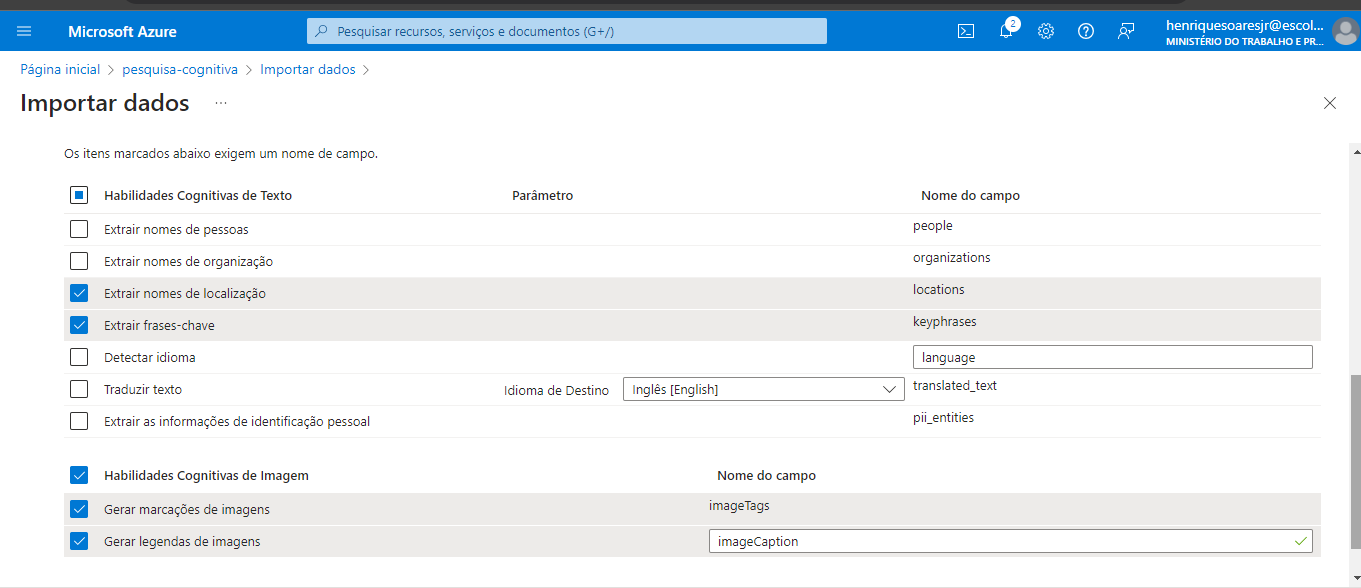 Microsoft Azure
Pesquisar recursos, serviços e documentos (G+/)
2
henriquesoaresjr@escol...
MINISTÉRIO DO TRABALHO E PR...
Página inicial > pesquisa-cognitiva > Importar dados >
Importar dados ...
Os itens marcados abaixo exigem um nome de campo.
Habilidades Cognitivas de Texto Parâmetro Nome do campo
Extrair nomes de pessoas people
Extrair nomes de organização organizations
Extrair nomes de localização locations
Extrair frases-chave keyphrases
Detectar idioma language
Traduzir texto Idioma de Destino Inglês [English] translated_text
Extrair as informações de identificação pessoal pii_entities
Habilidades Cognitivas de Imagem Nome do campo
Gerar marcações de imagens imageTags
Gerar legendas de imagens imageCaption